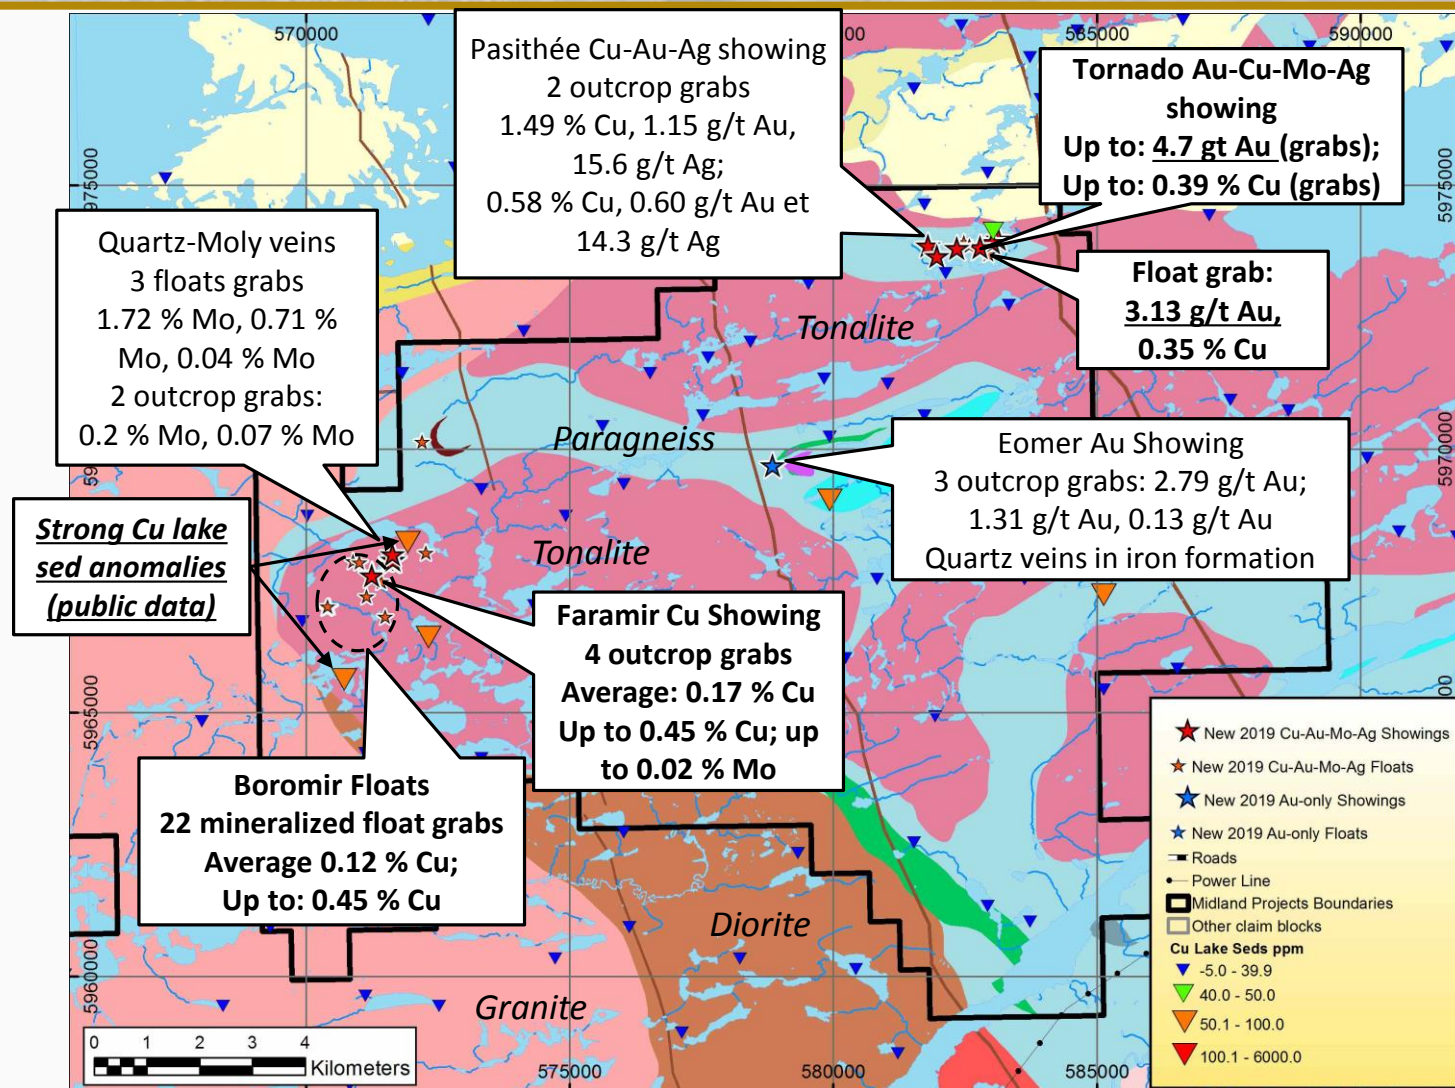 570000
00
585000
590000
Pasithée Cu-Au-Ag showing
2 outcrop grabs
1.49 % Cu, 1.15 g/t Au,
15.6 g/t Ag;
0.58 % Cu, 0.60 g/t Au et
14.3 g/t Ag
Tornado Au-Cu-Mo-Ag
showing
Up to: 4.7 gt Au (grabs);
Up to: 0.39 % Cu (grabs)
975000
5975000
Quartz-Moly veins
3 floats grabs
1.72 % Mo, 0.71 %
Mo, 0.04 % Mo
2 outcrop grabs:
0.2 % Mo, 0.07 % Mo
Float grab:
3.13 g/t Au,
0.35 % Cu
Tonalite
Paragneiss
59
5970000
Eomer Au Showing
3 outcrop grabs: 2.79 g/t Au;
1.31 g/t Au, 0.13 g/t Au
Quartz veins in iron formation
Strong Cu lake
sed anomalies
(public data)
Tonalite
Faramir Cu Showing
4 outcrop grabs
Average: 0.17 % Cu
Up to 0.45 % Cu; up
to 0.02 % Mo
5965000
00
Boromir Floats
22 mineralized float grabs
Average 0.12 % Cu;
Up to: 0.45 % Cu
New 2019 Cu-Au-Mo-Ag Showings
New 2019 Cu-Au-Mo-Ag Floats
New 2019 Au-only Showings
New 2019 Au-only Floats
Roads
Power Line
Midland Projects Boundaries
Other claim blocks
Cu Lake Seds ppm
-5.0 - 39.9
40.0 - 50.0
50.1 - 100.0
100.1 - 6000.0
Diorite
5960000
Granite
0 1 2 3 4
Kilometers
575000
580000
585000